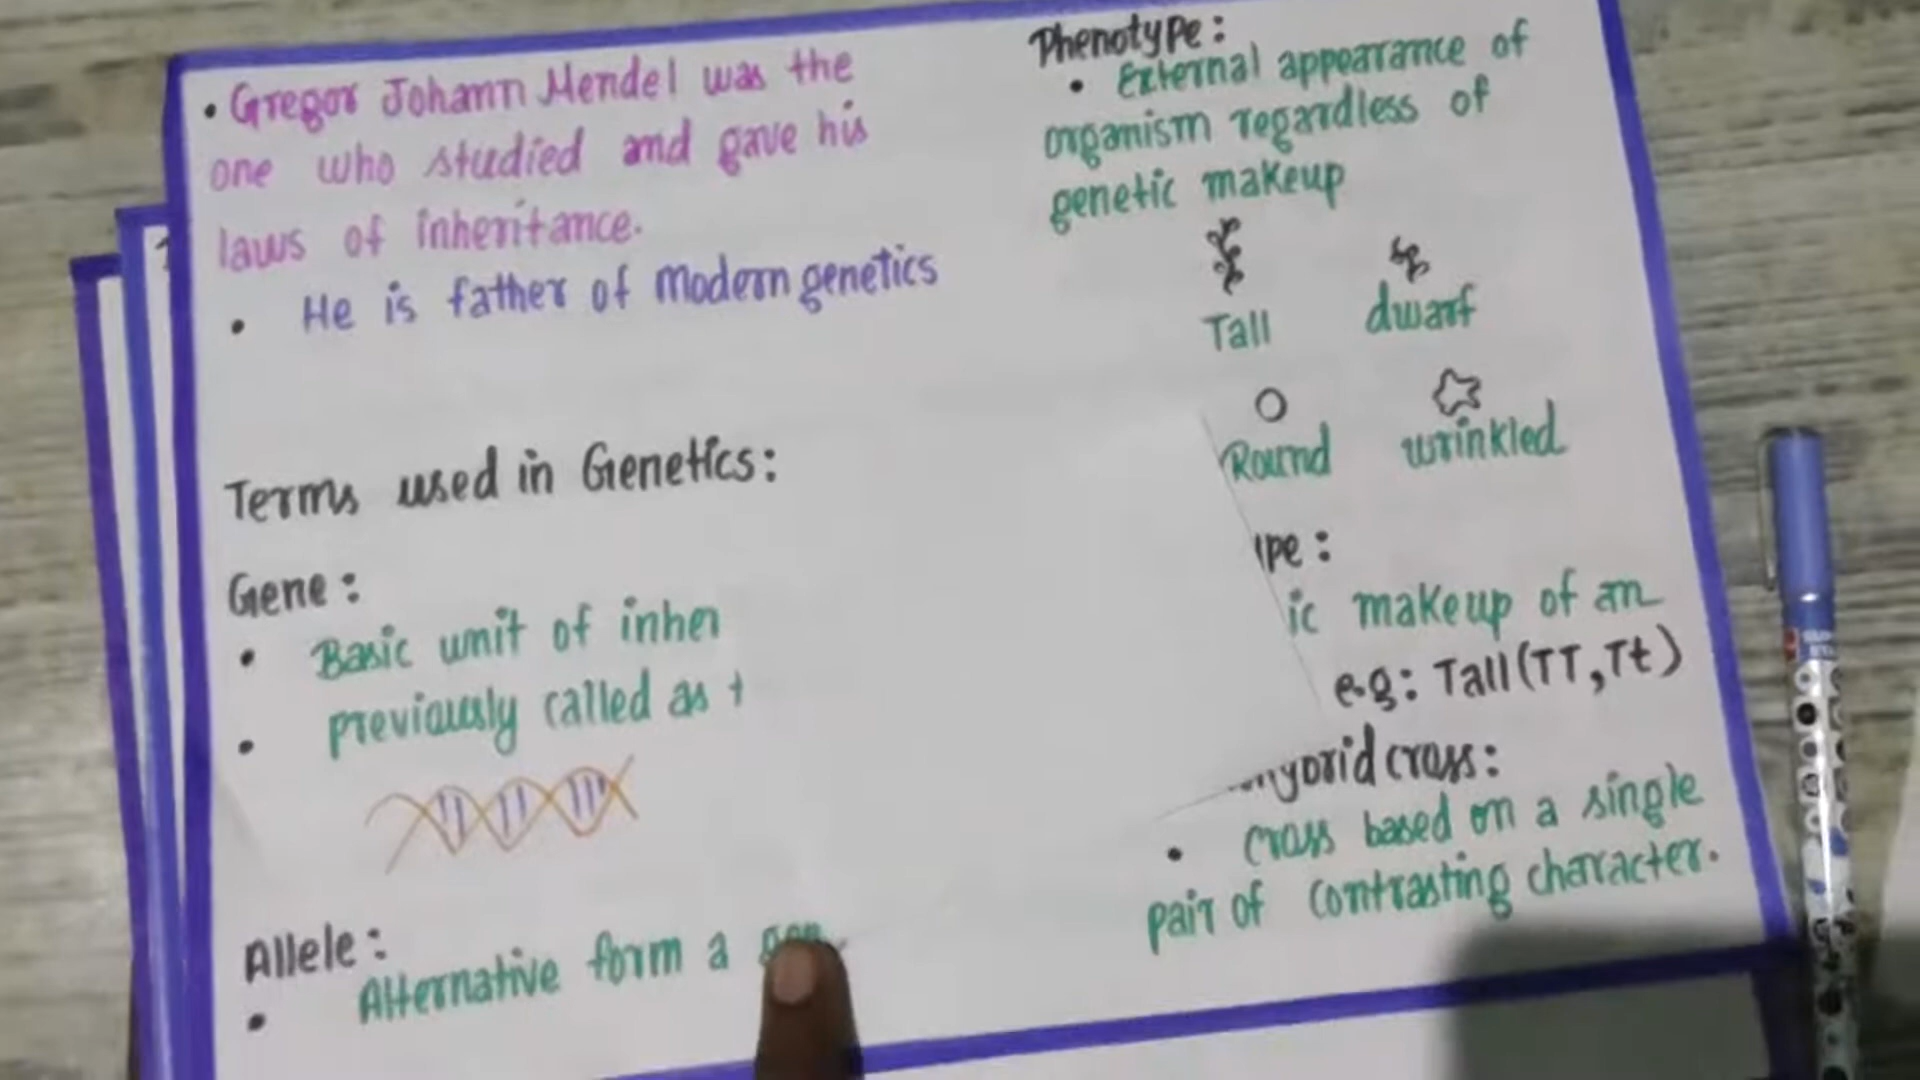 • Gregor Johann Mendel was the
one who studied and gave his
laws of inheritance.
• He is father of Modern genetics
Terms used in Genetics:
Gene:
• Basic unit of
• previously called as
Allele:
• Alternative form a
Phenotype:
• External appearance of
organism regardless of
genetic makeup
Tall dwarf
Round wrinkled
makeup of an
e.g: Tall (TT, Tt)
cross:
• cross based on a single
pair of contrasting character.